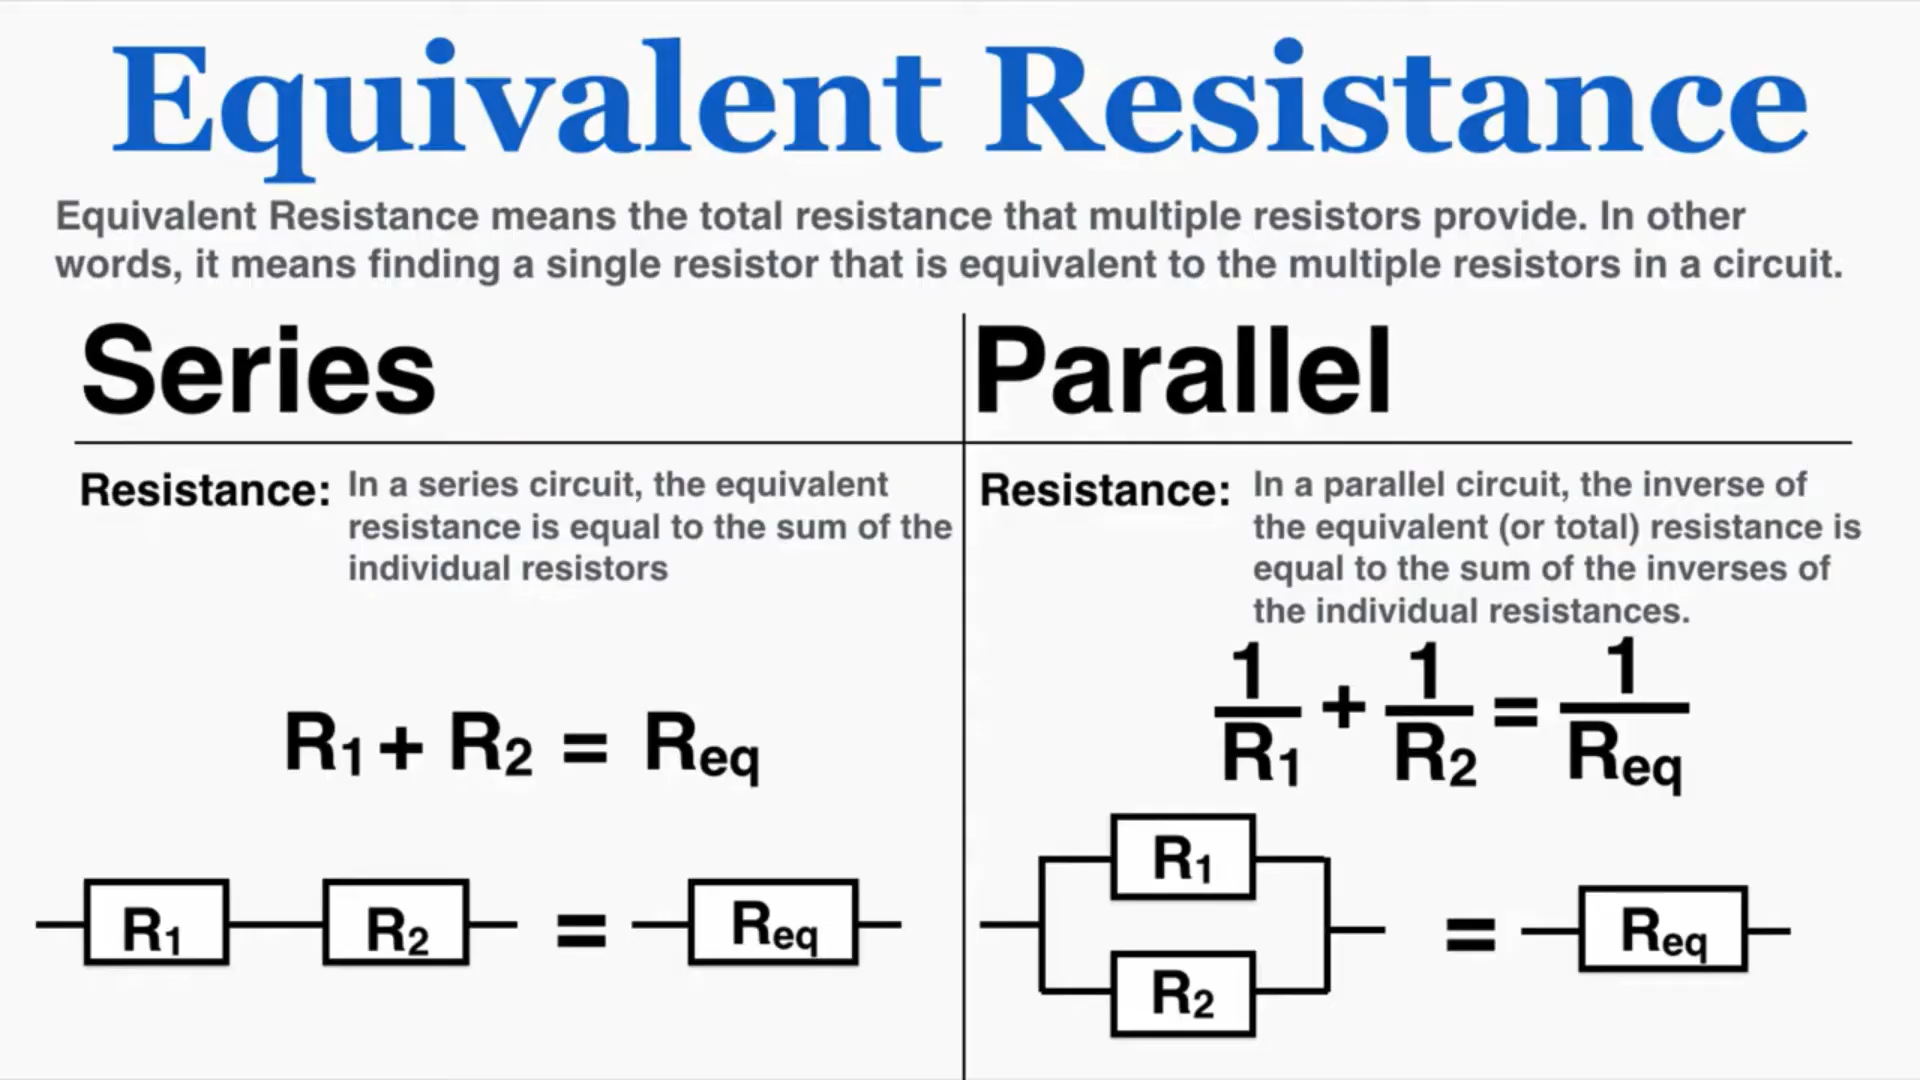 Equivalent Resistance
Equivalent Resistance means the total resistance that multiple resistors provide. In other
words, it means finding a single resistor that is equivalent to the multiple resistors in a circuit.
Series
Resistance: In a series circuit, the equivalent
resistance is equal to the sum of the
individual resistors
R₁ + R₂ = Req
R₁ R₂ = Req
Parallel
Resistance: In a parallel circuit, the inverse of
the equivalent (or total) resistance is
equal to the sum of the inverses of
the individual resistances.
1/R₁ + 1/R₂ = 1/Req
R₁
R₂
= Req